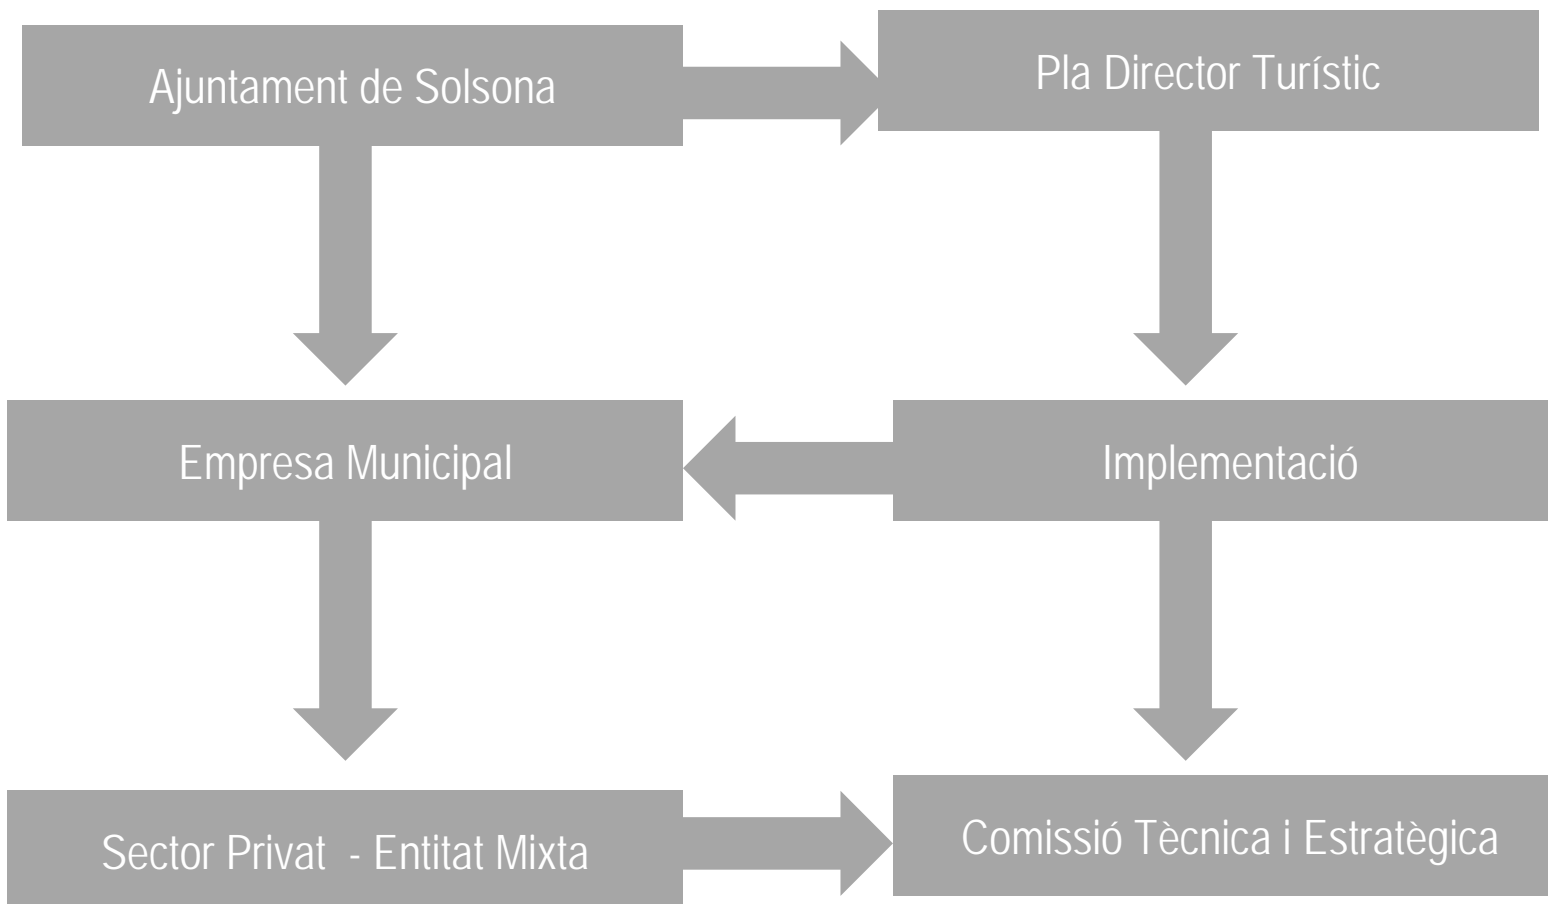 Ajuntament de Solsona
Pla Director Turístic
Empresa Municipal
Implementació
Sector Privat - Entitat Mixta
Comissió Tècnica i Estratègica